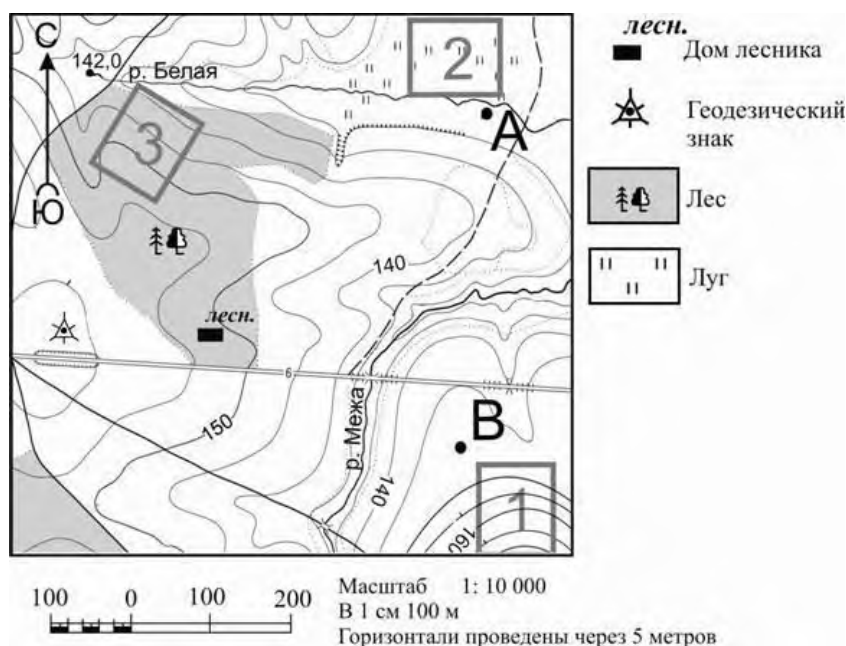 С
142,0
р. Белая
2
А
3
Ю
140
лесн.
6
150
р. Межа
В
140
1
160
лесн.
Дом лесника
Геодезический
знак
Лес
Луг
100 0 100 200
Масштаб 1: 10 000
В 1 см 100 м
Горизонтали проведены через 5 метров